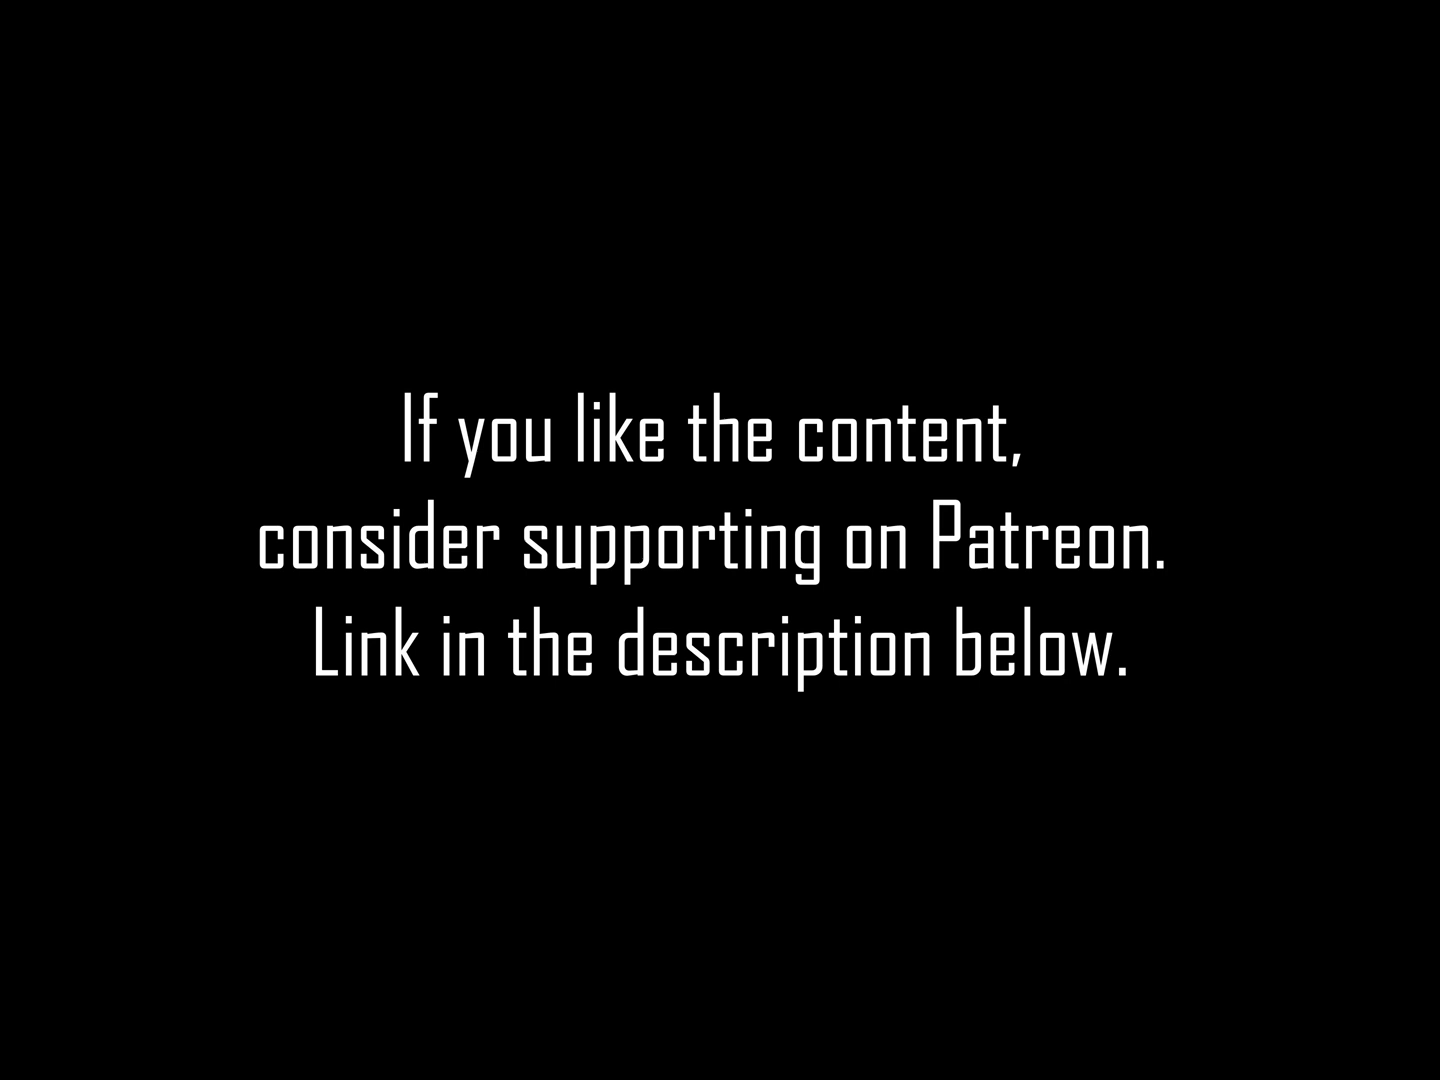 If you like the content,
consider supporting on Patreon.
Link in the description below.